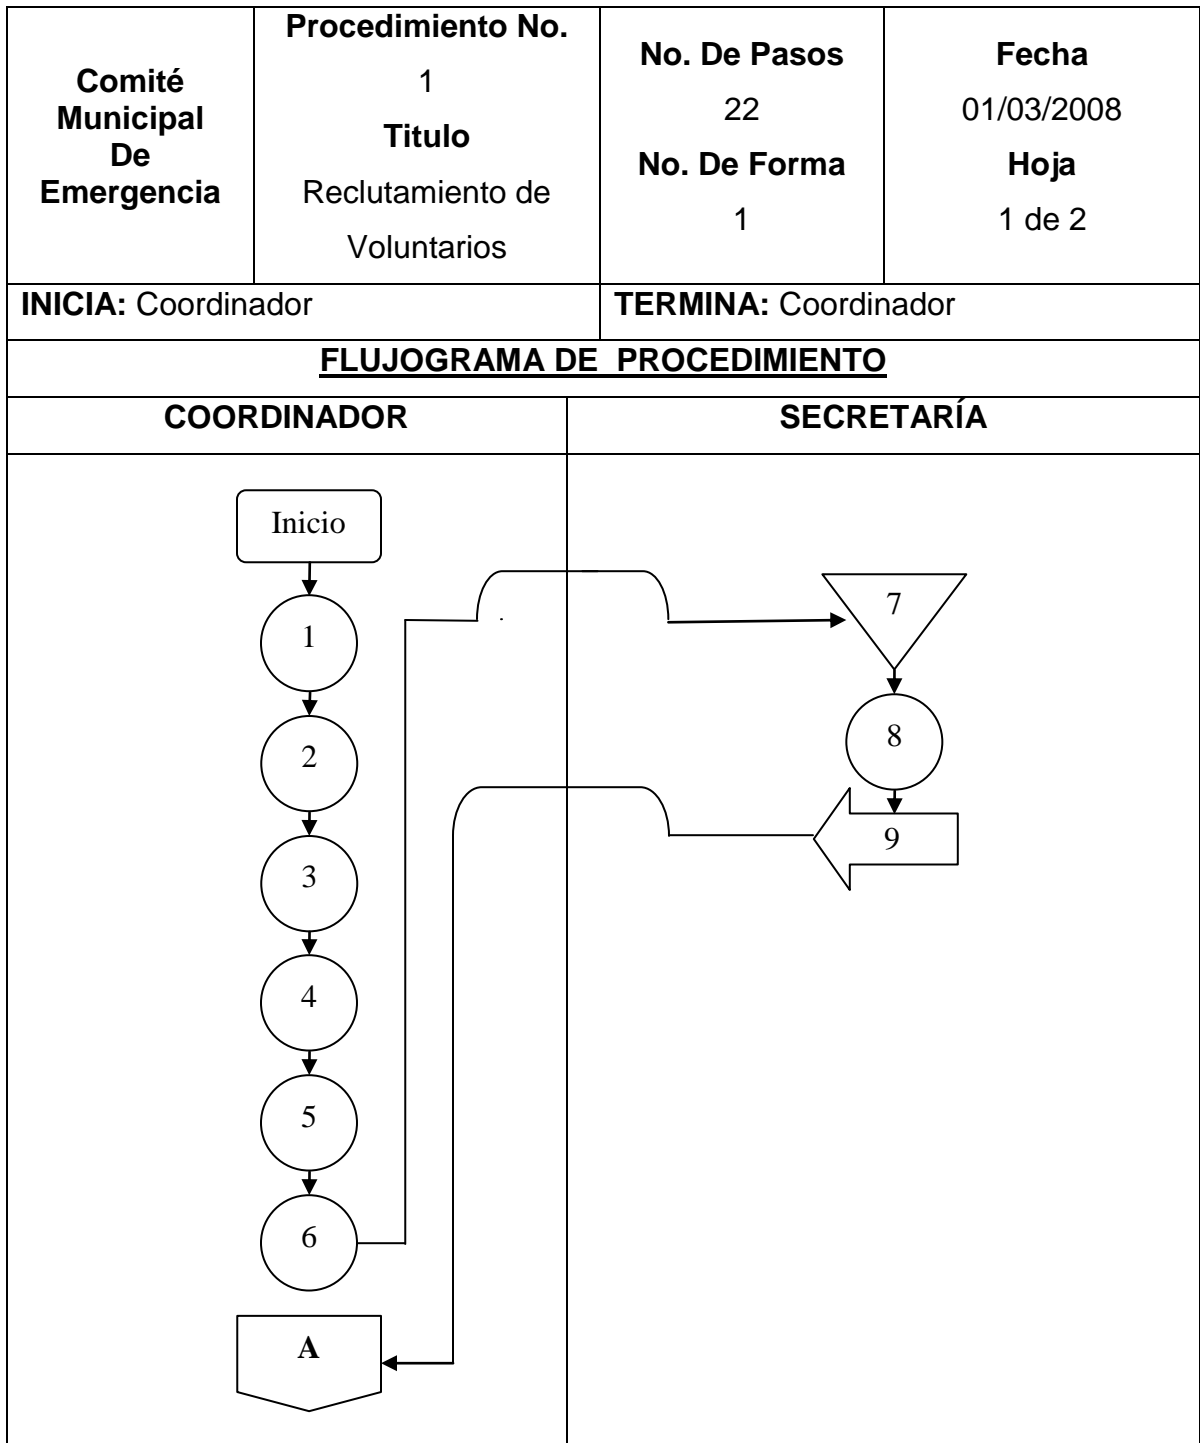 Comité
Municipal
De
Emergencia
Procedimiento No.
1
Titulo
Reclutamiento de
Voluntarios
No. De Pasos
22
No. De Forma
1
Fecha
01/03/2008
Hoja
1 de 2
INICIA: Coordinador
TERMINA: Coordinador
FLUJOGRAMA DE PROCEDIMIENTO
COORDINADOR
SECRETARÍA
Inicio
1
2
3
4
5
6
A
7
8
9